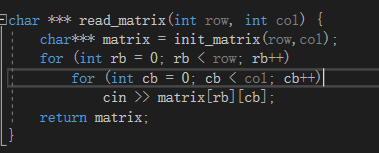 char *** read_matrix(int row, int col) {
char*** matrix = init_matrix(row,col);
for (int rb = 0; rb < row; rb++)
for (int cb = 0; cb < col; cb++)
cin >> matrix[rb][cb];
return matrix;
}